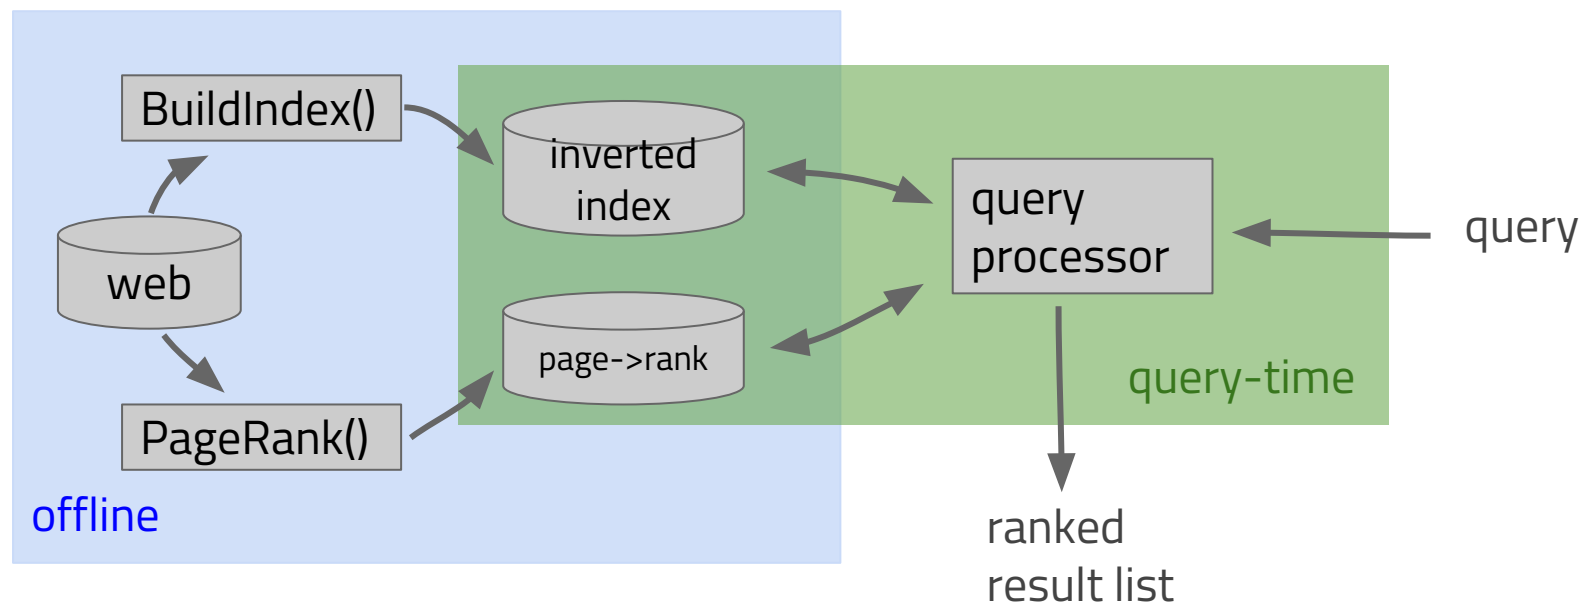 BuildIndex()
inverted
index
query
processor
query
web
page->rank
query-time
PageRank()
offline
ranked
result list